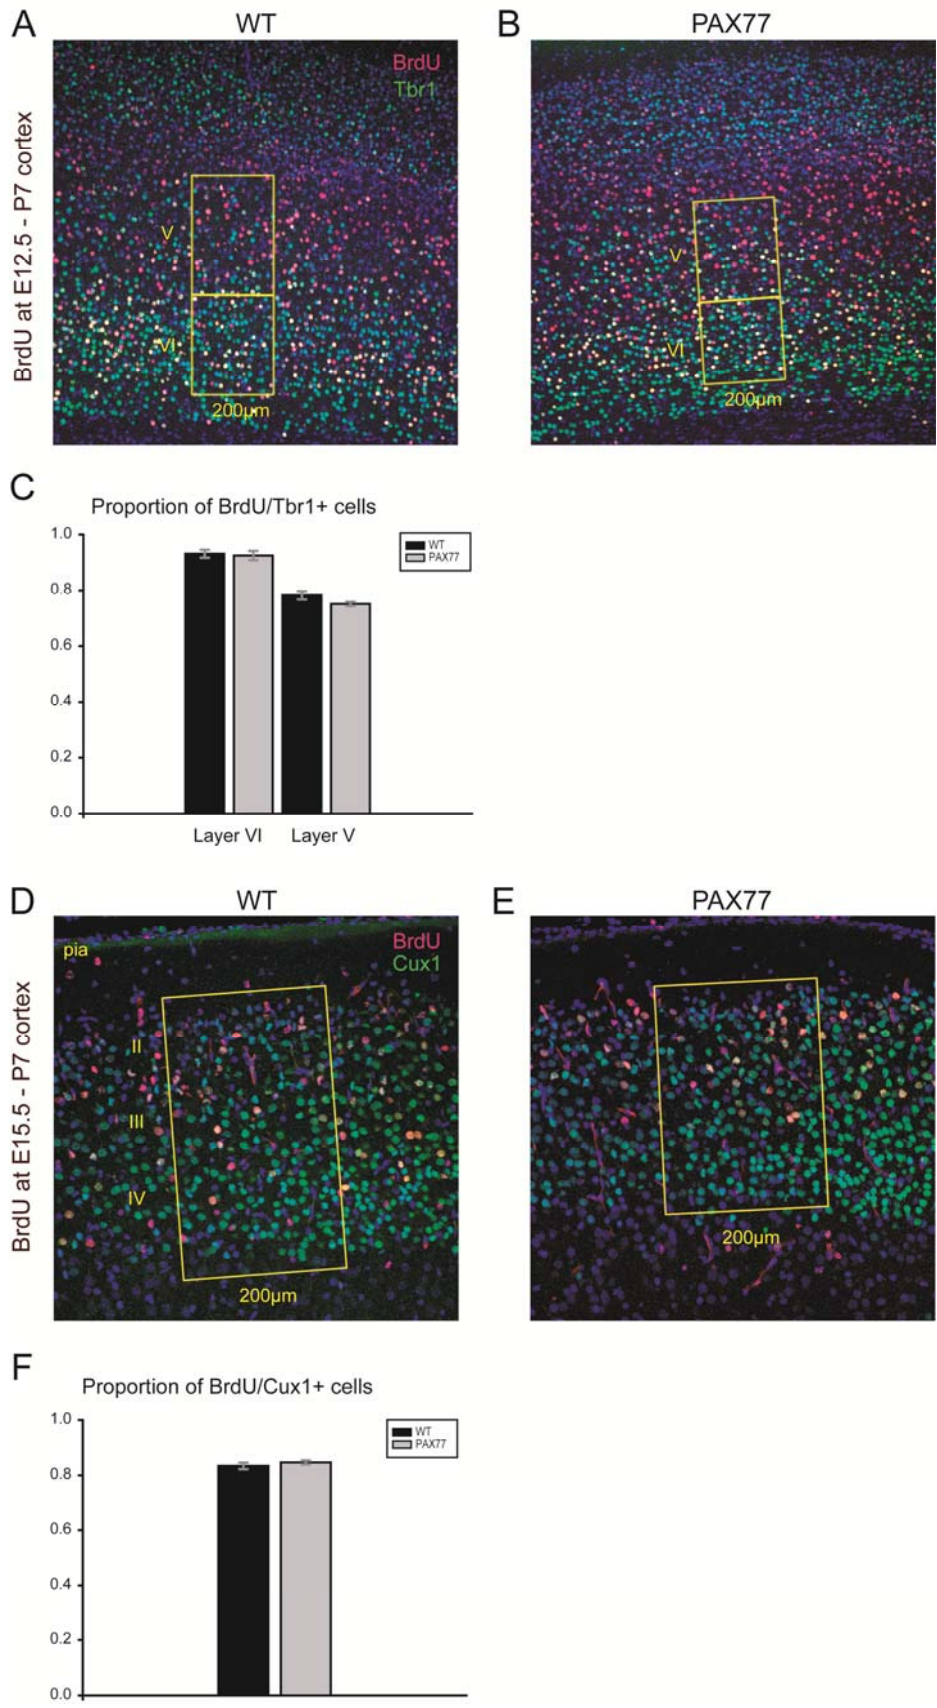 A
WT
B
PAX77
BrdU at E12.5 - P7 cortex
BrdU
Tbr1
V
VI
200µm
V
VI
200µm
C
Proportion of BrdU/Tbr1+ cells
1.0
0.8
0.6
0.4
0.2
0.0
WT
PAX77
Layer VI
Layer V
D
WT
E
PAX77
BrdU at E15.5 - P7 cortex
pia
BrdU
Cux1
II
III
IV
200µm
200µm
F
Proportion of BrdU/Cux1+ cells
1.0
0.8
0.6
0.4
0.2
0.0
WT
PAX77